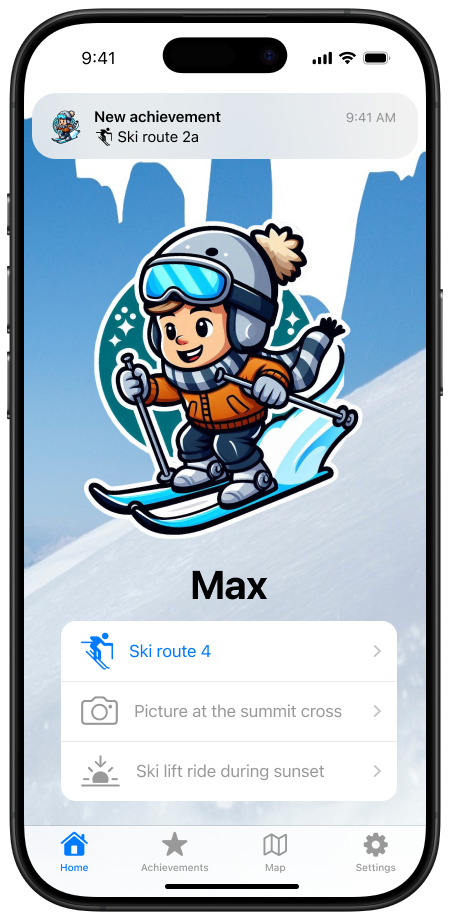 9:41
New achievement 9:41 AM
Ski route 2a
Max
Ski route 4
Picture at the summit cross
Ski lift ride during sunset
Home Achievements Map Settings